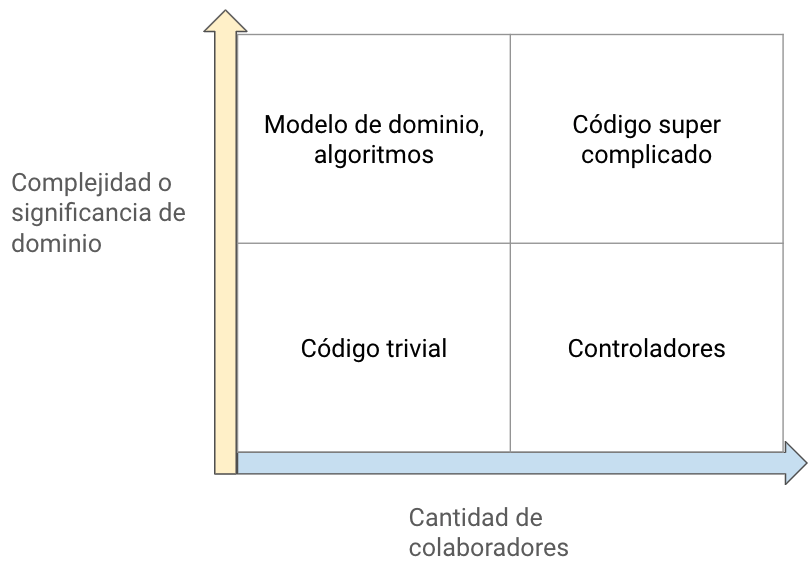 Modelo de dominio,
algoritmos
Código super
complicado
Complejidad o
significancia de
dominio
Código trivial
Controladores
Cantidad de
colaboradores